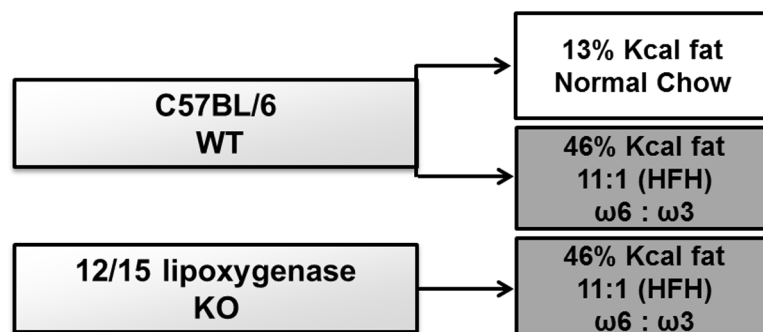 C57BL/6
WT
13% Kcal fat
Normal Chow
46% Kcal fat
11:1 (HFH)
ω6 : ω3
12/15 lipoxygenase
KO
46% Kcal fat
11:1 (HFH)
ω6 : ω3